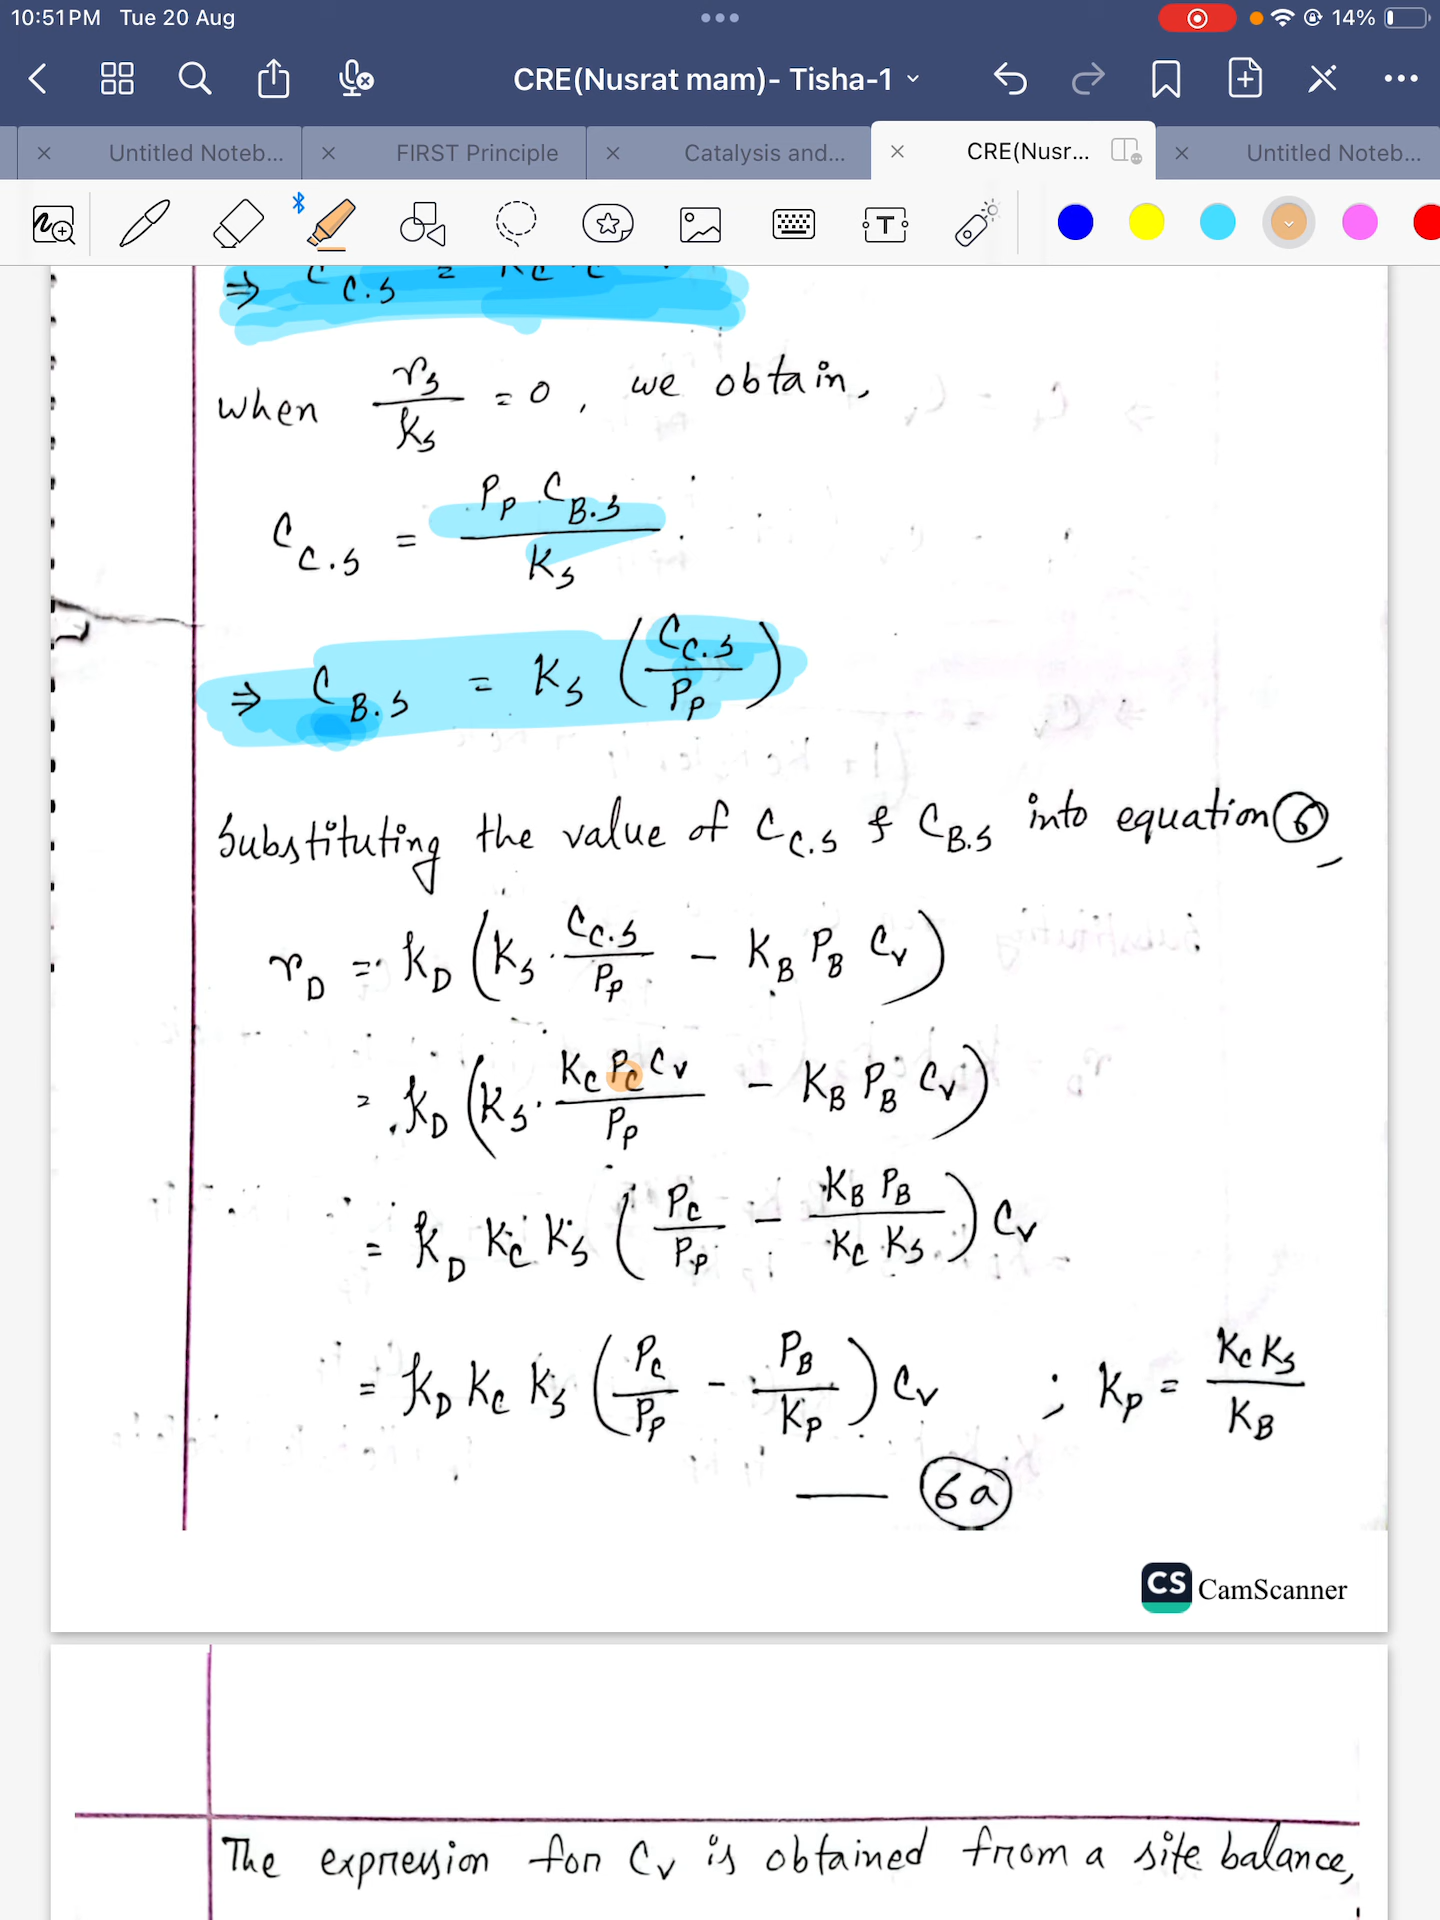 10:51 PM Tue 20 Aug
14%
CRE(Nusrat mam)- Tisha-1
Untitled Noteb... FIRST Principle Catalysis and... CRE(Nusr... Untitled Noteb...
T
⇒ C_C.S =
when r_S/k_S = 0, we obtain,
C_C.S = P_P . C_B.S / K_S
⇒ C_B.S = K_S (C_C.S / P_P)
Substituting the value of C_C.S & C_B.S into equation ⑥,
r_D = k_D (K_S . C_C.S/P_P - K_B P_B C_v)
= k_D (K_S . K_C P_C C_v/P_P - K_B P_B C_v)
= k_D K_C K_S (P_C/P_P - K_B P_B/K_C K_S) C_v
= k_D K_C K_S (P_C/P_P - P_B/K_P) C_v ; K_P = K_C K_S/K_B
— 6a
CS CamScanner
The expression for C_v is obtained from a site balance,